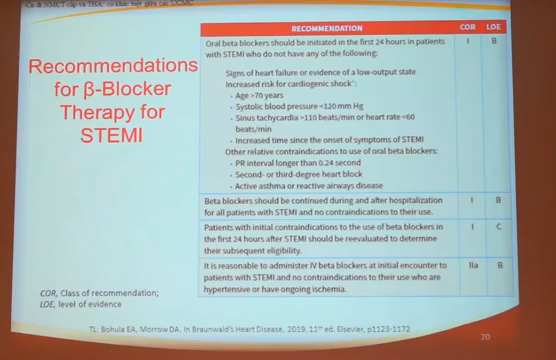 NMCT cấp và THA: có khác biệt giữa các UCMC
Recommendations
for β-Blocker
Therapy for
STEMI
COR, Class of recommendation;
LOE, level of evidence
RECOMMENDATION COR LOE
Oral beta blockers should be initiated in the first 24 hours in patients I B
with STEMI who do not have any of the following:
Signs of heart failure or evidence of a low-output state
Increased risk for cardiogenic shock*:
• Age >70 years
• Systolic blood pressure <120 mm Hg
• Sinus tachycardia >110 beats/min or heart rate <60
beats/min
• Increased time since the onset of symptoms of STEMI
Other relative contraindications to use of oral beta blockers:
• PR interval longer than 0.24 second
• Second- or third-degree heart block
• Active asthma or reactive airways disease
Beta blockers should be continued during and after hospitalization I B
for all patients with STEMI and no contraindications to their use.
Patients with initial contraindications to the use of beta blockers in I C
the first 24 hours after STEMI should be reevaluated to determine
their subsequent eligibility.
It is reasonable to administer IV beta blockers at initial encounter to IIa B
patients with STEMI and no contraindications to their use who are
hypertensive or have ongoing ischemia.
TL: Bohula EA, Morrow DA. In Braunwald's Heart Disease, 2019, 11th ed. Elsevier, p1123-1172
20